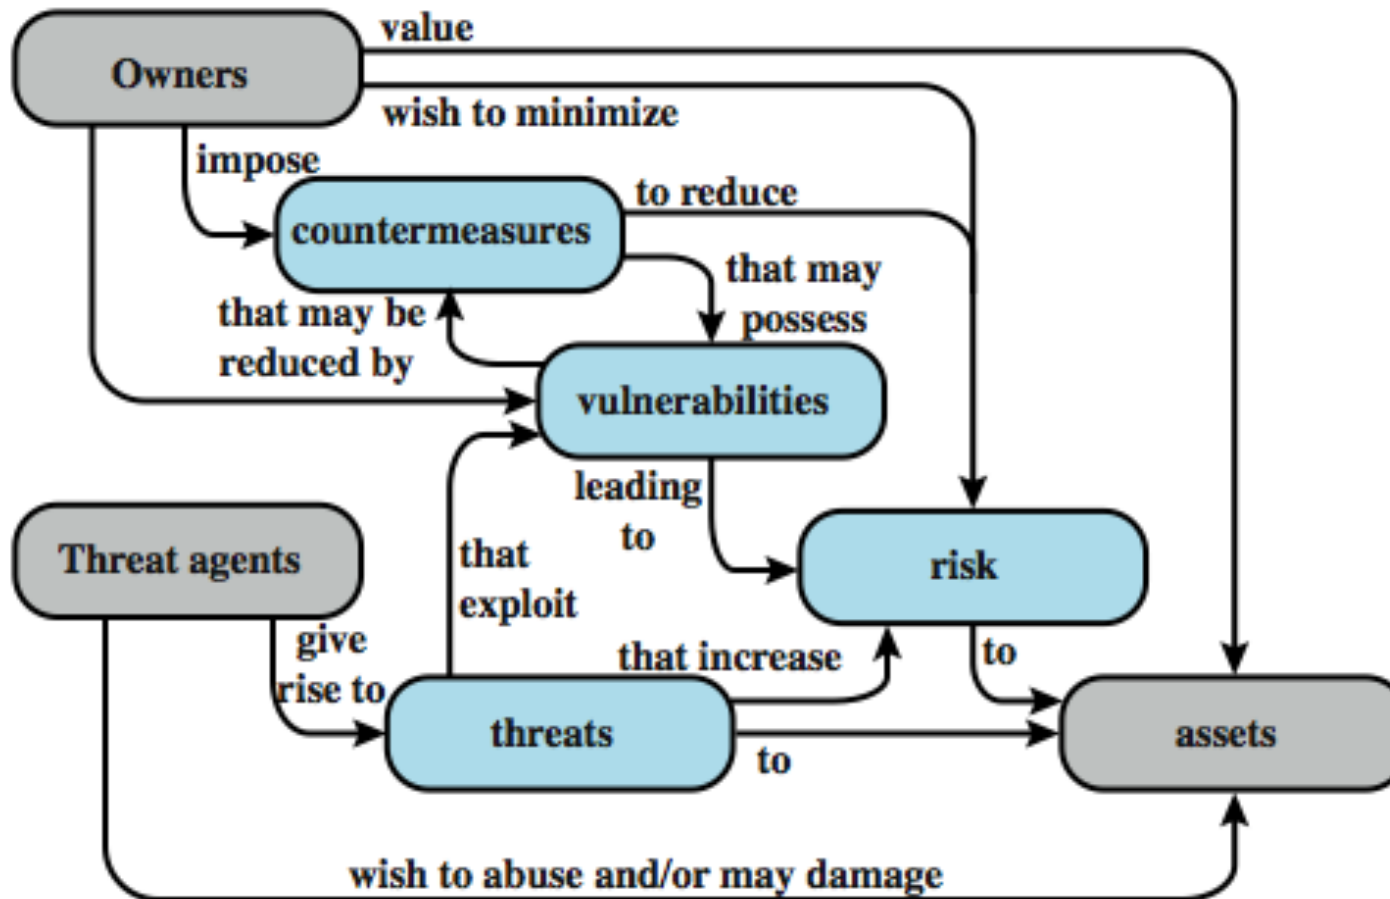 value
Owners
wish to minimize
impose
to reduce
countermeasures
that may
possess
that may be
reduced by
vulnerabilities
leading
to
Threat agents
that
exploit
risk
give
rise to
that increase
to
threats
to
assets
wish to abuse and/or may damage